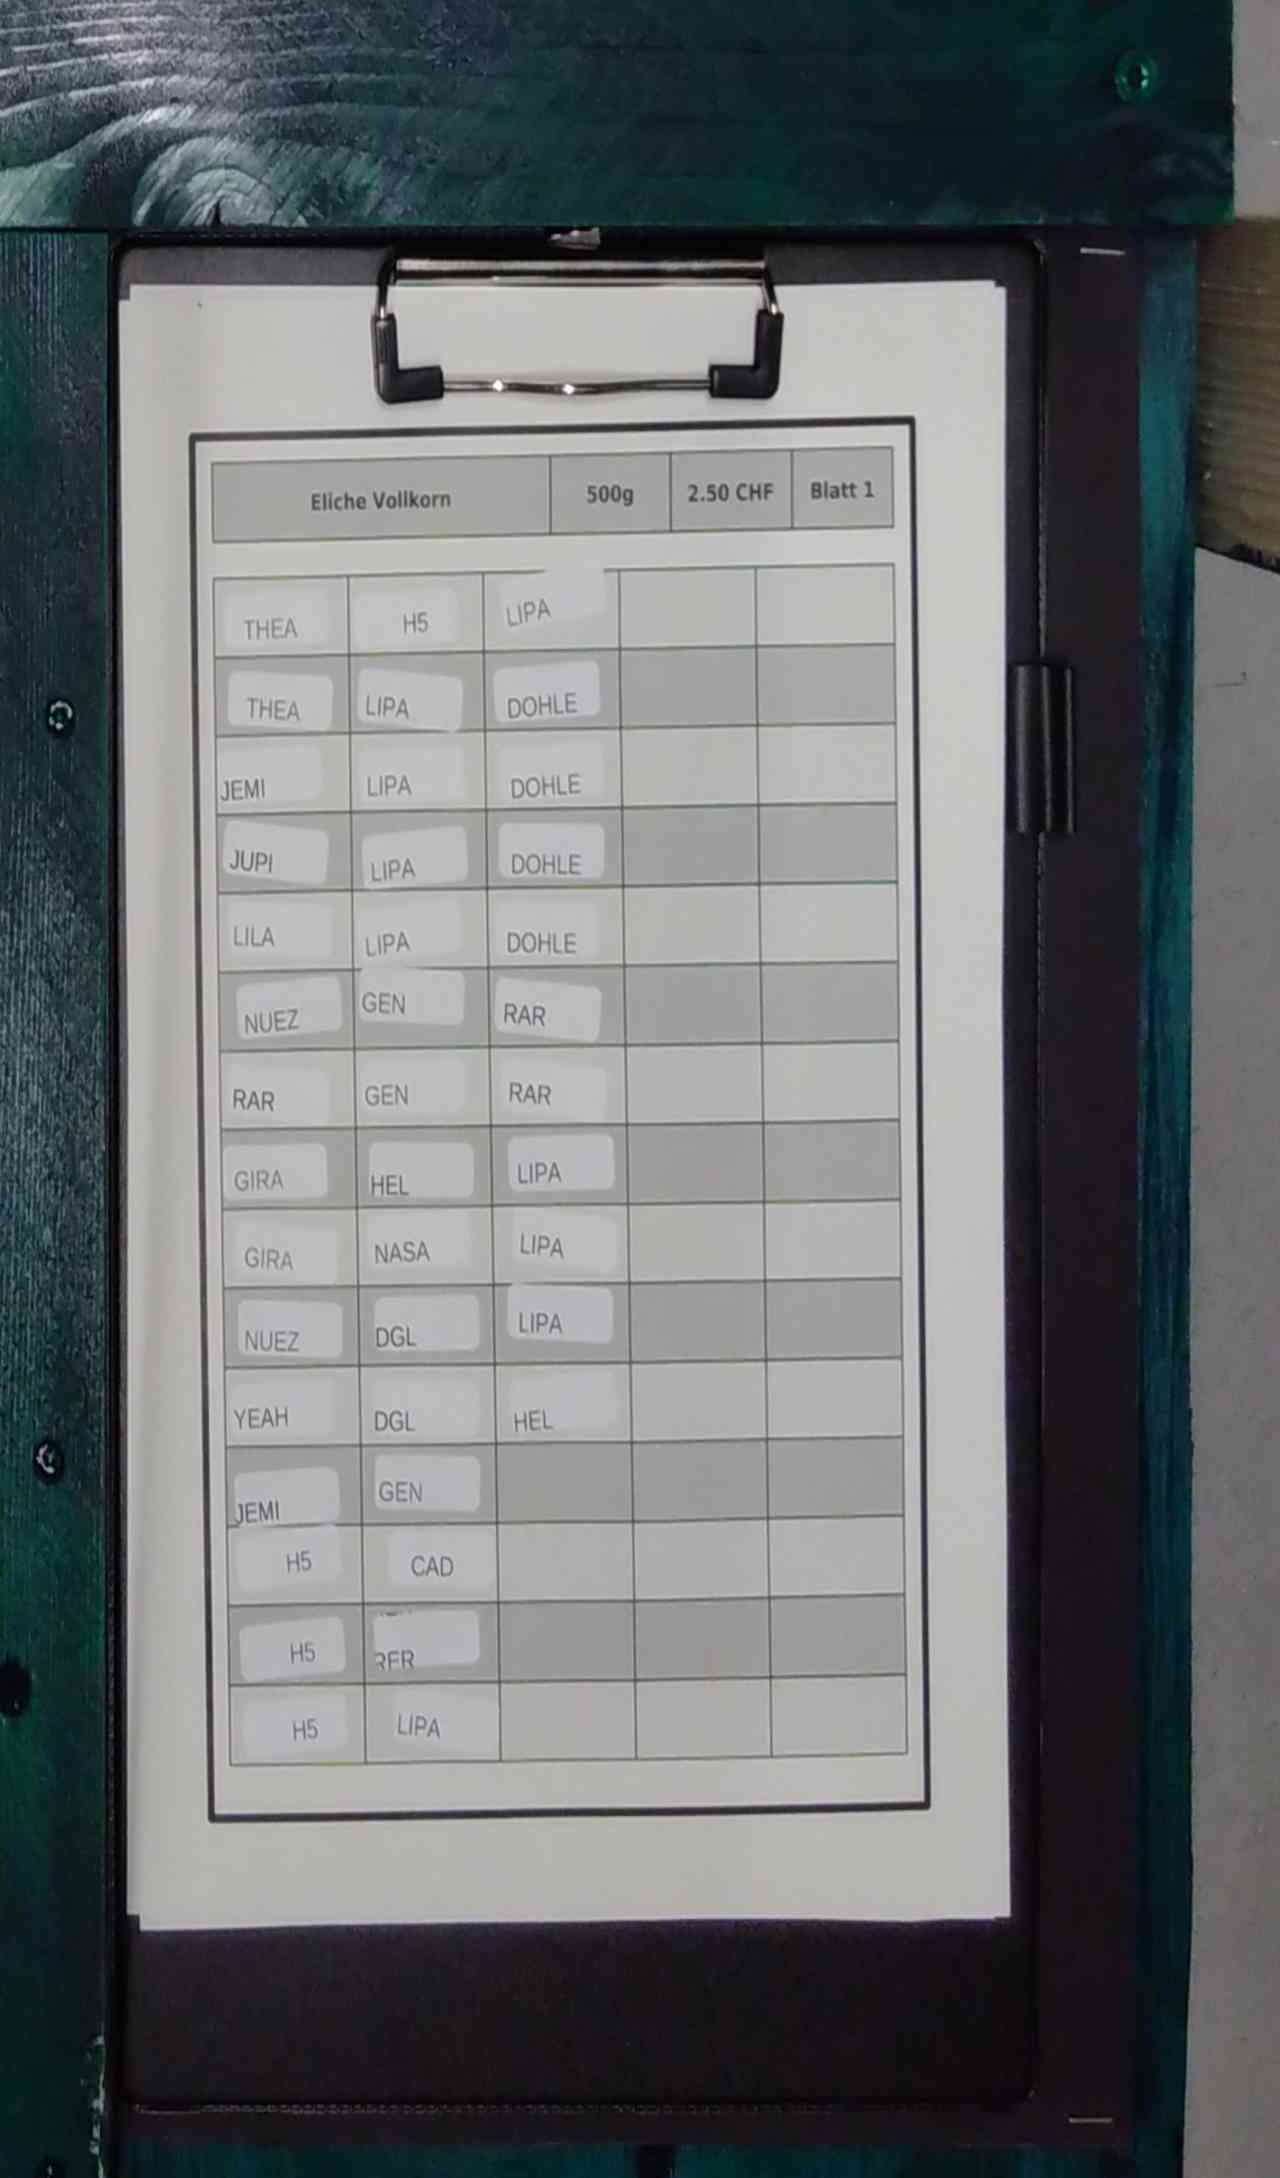 Eliche Vollkorn 500g 2.50 CHF Blatt 1
THEA H5 LIPA
THEA LIPA DOHLE
JEMI LIPA DOHLE
JUPI LIPA DOHLE
LILA LIPA DOHLE
NUEZ GEN RAR
RAR GEN RAR
GIRA HEL LIPA
GIRA NASA LIPA
NUEZ DGL LIPA
YEAH DGL HEL
JEMI GEN
H5 CAD
H5
H5 LIPA